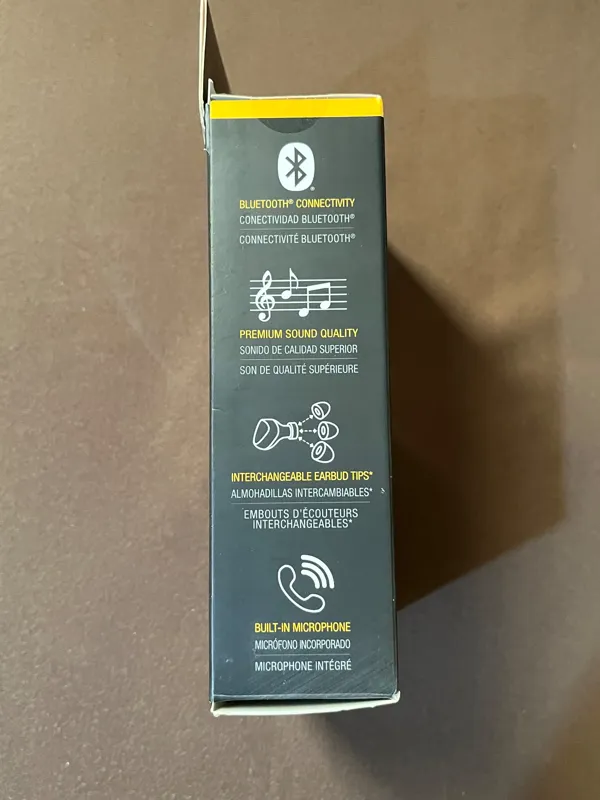 BLUETOOTH® CONNECTIVITY
CONECTIVIDAD BLUETOOTH®
CONNECTIVITÉ BLUETOOTH®
PREMIUM SOUND QUALITY
SONIDO DE CALIDAD SUPERIOR
SON DE QUALITÉ SUPÉRIEURE
INTERCHANGEABLE EARBUD TIPS*
ALMOHADILLAS INTERCAMBIABLES*
EMBOUTS D'ÉCOUTEURS
INTERCHANGEABLES*
BUILT-IN MICROPHONE
MICRÓFONO INCORPORADO
MICROPHONE INTÉGRÉ